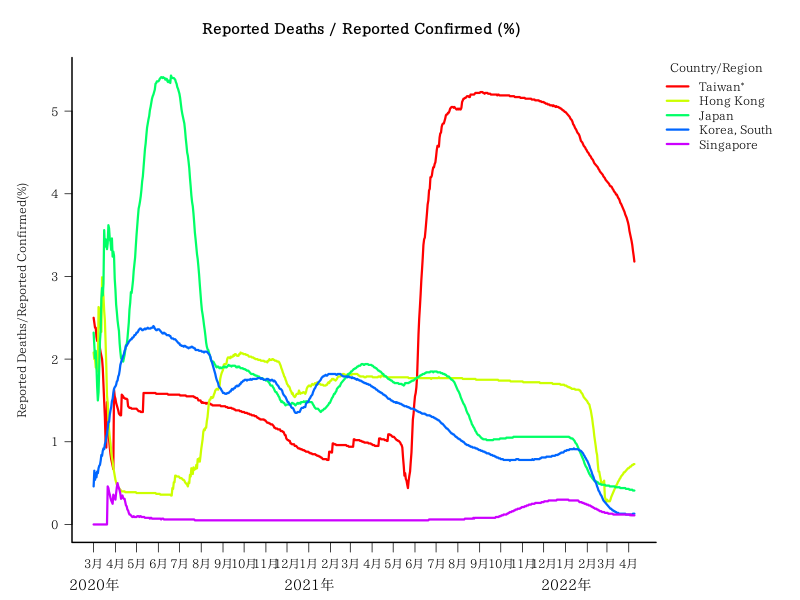 Reported Deaths / Reported Confirmed (%)
Country/Region
Taiwan*
Hong Kong
Japan
Korea, South
Singapore
Reported Deaths/Reported Confirmed(%)
5
4
3
2
1
0
3月 4月 5月 6月 7月 8月 9月 10月 11月 12月 1月 2月 3月 4月 5月 6月 7月 8月 9月 10月 11月 12月 1月 2月 3月 4月
2020年 2021年 2022年